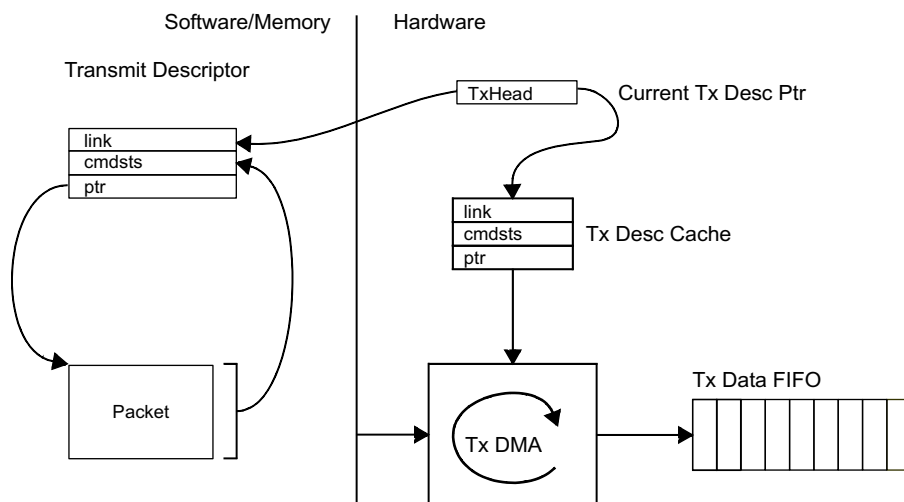 Software/Memory
Hardware
Transmit Descriptor
TxHead
Current Tx Desc Ptr
link
cmdsts
ptr
link
cmdsts
ptr
Tx Desc Cache
Tx Data FIFO
Packet
Tx DMA